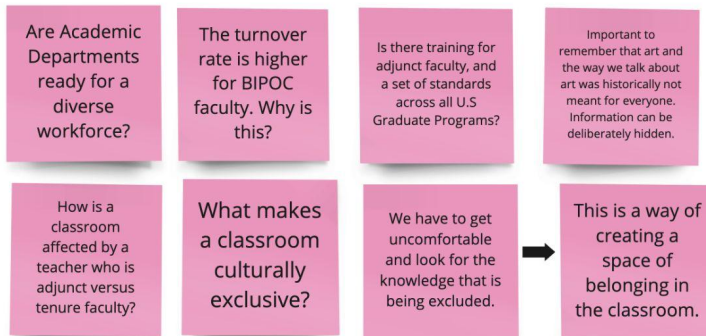 Are Academic
Departments
ready for a
diverse
workforce?
The turnover
rate is higher
for BIPOC
faculty. Why is
this?
Is there training for
adjunct faculty, and
a set of standards
across all U.S
Graduate Programs?
Important to
remember that art and
the way we talk about
art was historically not
meant for everyone.
Information can be
deliberately hidden.
How is a
classroom
affected by a
teacher who is
adjunct versus
tenure faculty?
What makes
a classroom
culturally
exclusive?
We have to get
uncomfortable
and look for the
knowledge that is
being excluded.
This is a way of
creating a
space of
belonging in
the classroom.